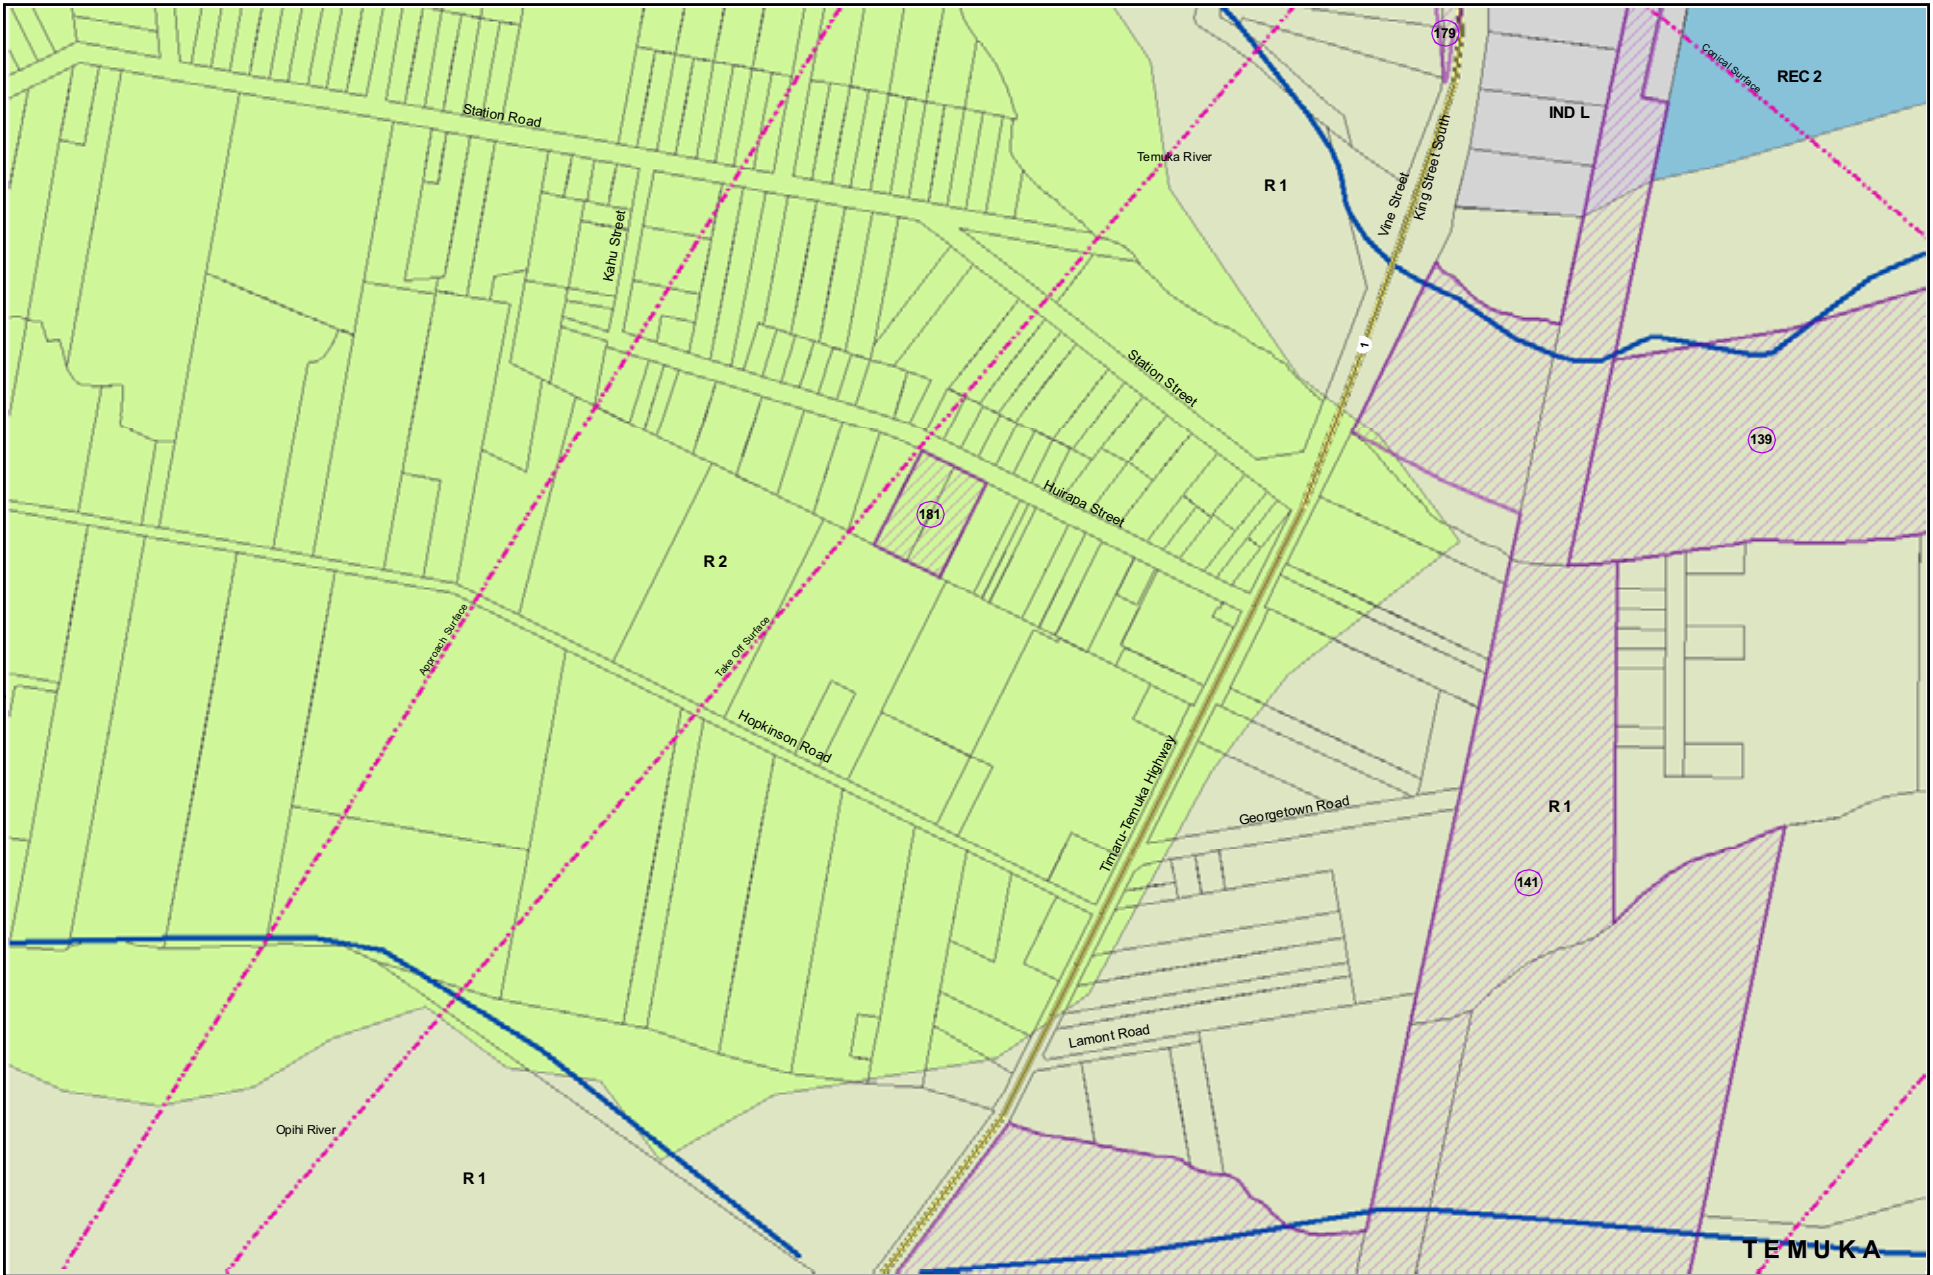 179
Conical Surface
REC 2
IND L
Station Road
King Street South
Temuka River
R 1
Vine Street
Kahu Street
1
Station Street
139
Huirapa Street
181
R 2
Approach Surface
Take Off Surface
Hopkinson Road
Timaru-Temuka Highway
Georgetown Road
R 1
141
Lamont Road
Opihi River
R 1
TEMUKA